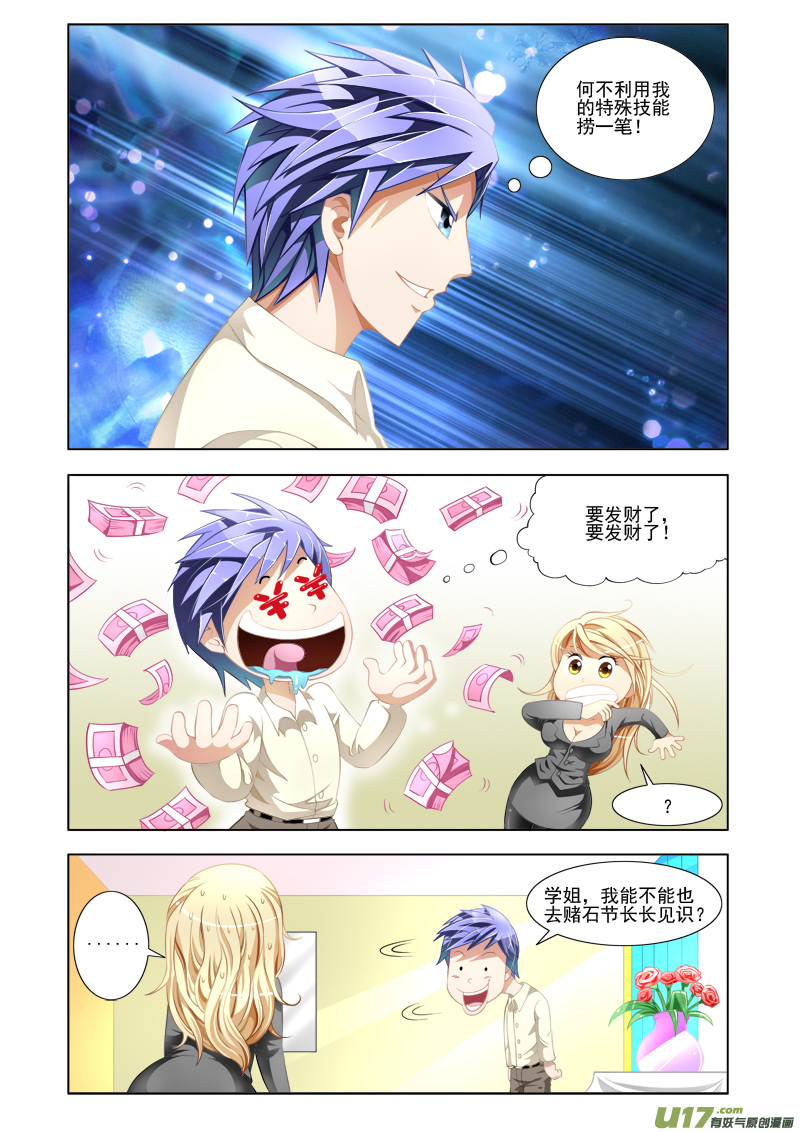 何不利用我
的特殊技能
捞一笔！
要发财了，
要发财了！
？
······
学姐，我能不能也
去赌石节长长见识？
U17.com
有妖气原创漫画